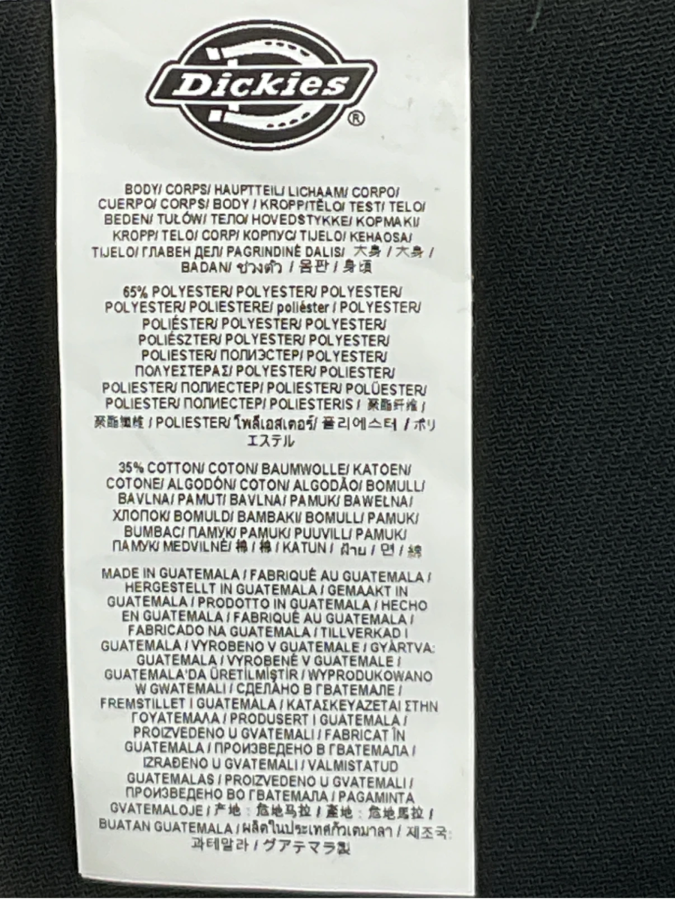 Dickies®
BODY/ CORPS/ HAUPTTEIL/ LICHAAM/ CORPO/
CUERPO/ CORPS/ BODY / KROPP/TĚLO/ TEST/ TELO/
BEDEN/ TUŁÓW/ ТЕЛО/ HOVEDSTYKKE/ ΚΟΡΜΑΚΙ/
KROPP/ TELO/ CORP/ КОРПУС/ TIJELO/ KEHAOSA/
TIJELO/ ГЛАВЕН ДЕЛ/ PAGRINDINĖ DALIS/ 大身 / 大身 /
BADAN/ ช่วงตัว / 몸판 / 身頃
65% POLYESTER/ POLYESTER/ POLYESTER/
POLYESTER/ POLIESTERE/ poliéster / POLYESTER/
POLIÉSTER/ POLYESTER/ POLYESTER/
POLIÉSZTER/ POLYESTER/ POLYESTER/
POLIESTER/ ПОЛИЭСТЕР/ POLYESTER/
ΠΟΛΥΕΣΤΕΡΑΣ/ POLYESTER/ POLIESTER/
POLIESTER/ ПОЛИЕСТЕР/ POLIESTER/ POLÜESTER/
POLIESTER/ ПОЛИЕСТЕР/ POLIESTERIS / 聚酯纤维 /
聚酯纖維 / POLIESTER/ โพลีเอสเตอร์/ 폴리에스터 / ポリ
エステル
35% COTTON/ COTON/ BAUMWOLLE/ KATOEN/
COTONE/ ALGODÓN/ COTON/ ALGODÃO/ BOMULL/
BAVLNA/ PAMUT/ BAVLNA/ PAMUK/ BAWEŁNA/
ХЛОПОК/ BOMULD/ ΒΑΜΒΑΚΙ/ BOMULL/ PAMUK/
BUMBAC/ ПАМУК/ PAMUK/ PUUVILL/ PAMUK/
ПАМУК/ MEDVILNĖ/ 棉 / 棉 / KATUN / ฝ้าย / 면 / 綿
MADE IN GUATEMALA / FABRIQUÉ AU GUATEMALA /
HERGESTELLT IN GUATEMALA / GEMAAKT IN
GUATEMALA / PRODOTTO IN GUATEMALA / HECHO
EN GUATEMALA / FABRIQUÉ AU GUATEMALA /
FABRICADO NA GUATEMALA / TILLVERKAD I
GUATEMALA / VYROBENO V GUATEMALE / GYÁRTVA:
GUATEMALA / VYROBENÉ V GUATEMALE /
GUATEMALA'DA ÜRETİLMİŞTİR / WYPRODUKOWANO
W GWATEMALI / СДЕЛАНО В ГВАТЕМАЛЕ /
FREMSTILLET I GUATEMALA / ΚΑΤΑΣΚΕΥΑΖΕΤΑΙ ΣΤΗΝ
ΓΟΥΑΤΕΜΑΛΑ / PRODUSERT I GUATEMALA /
PROIZVEDENO U GVATEMALI / FABRICAT ÎN
GUATEMALA / ПРОИЗВЕДЕНО В ГВАТЕМАЛА /
IZRAĐENO U GVATEMALI / VALMISTATUD
GUATEMALAS / PROIZVEDENO U GVATEMALI /
ПРОИЗВЕДЕНО ВО ГВАТЕМАЛА / PAGAMINTA
GVATEMALOJE / 产地：危地马拉 / 產地：危地馬拉 /
BUATAN GUATEMALA / ผลิตในประเทศกัวเตมาลา / 제조국:
과테말라 / グアテマラ製